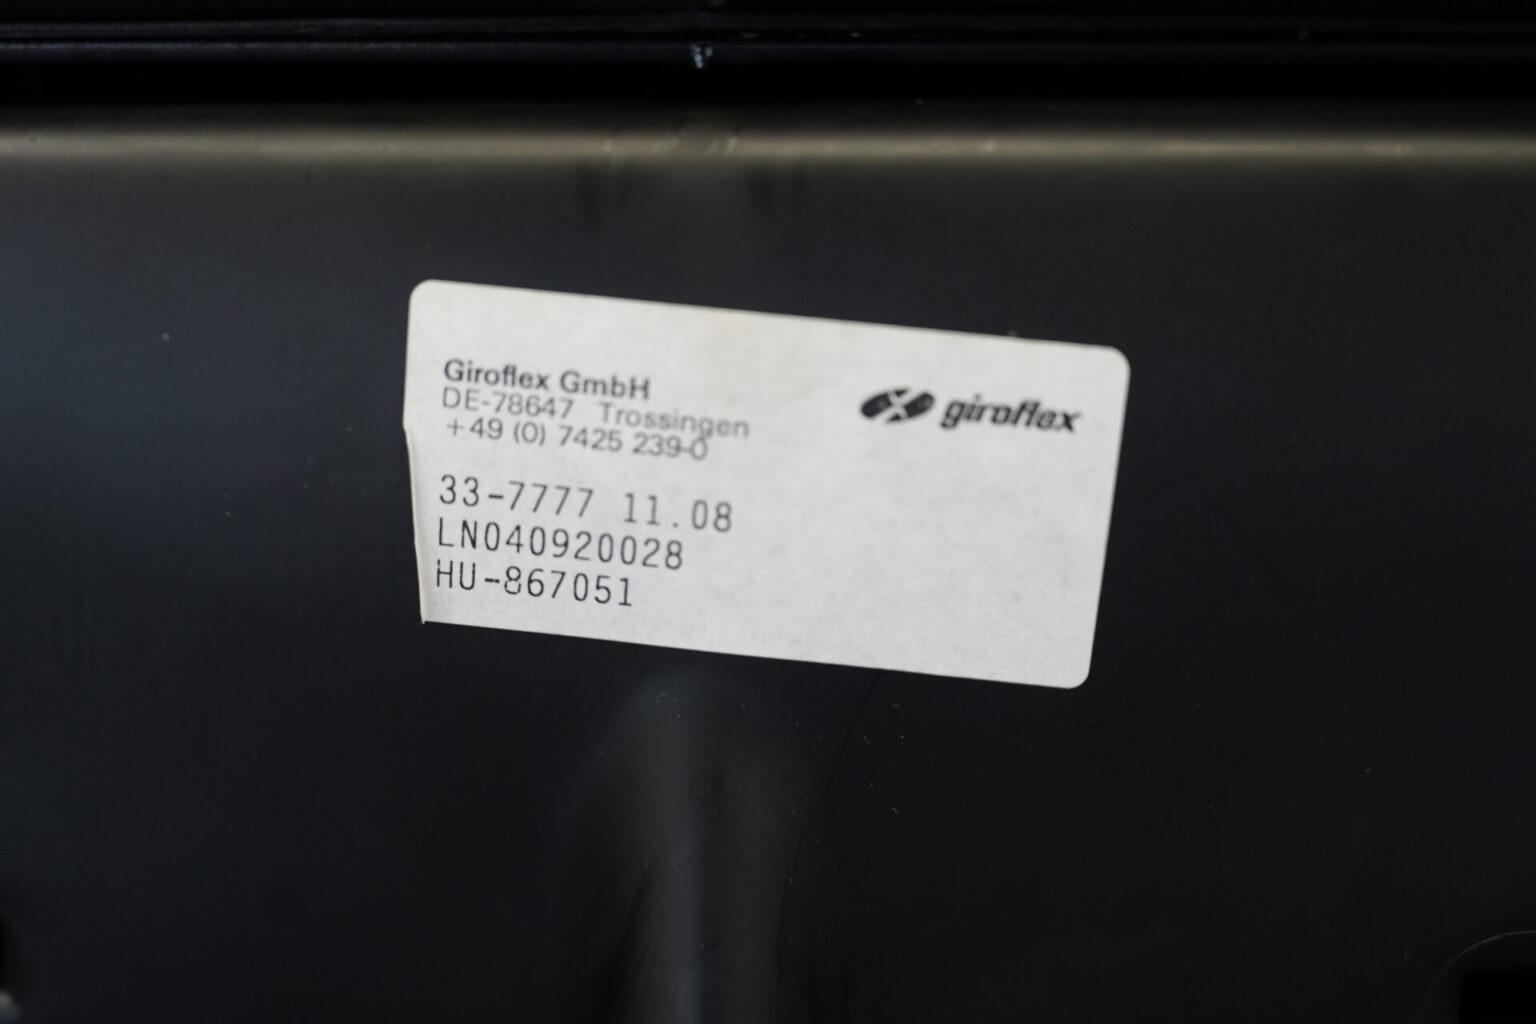 Giroflex GmbH
DE-78647 Trossingen
+49 (0) 7425 239-0
giroflex
33-7777 11.08
LN040920028
HU-867051